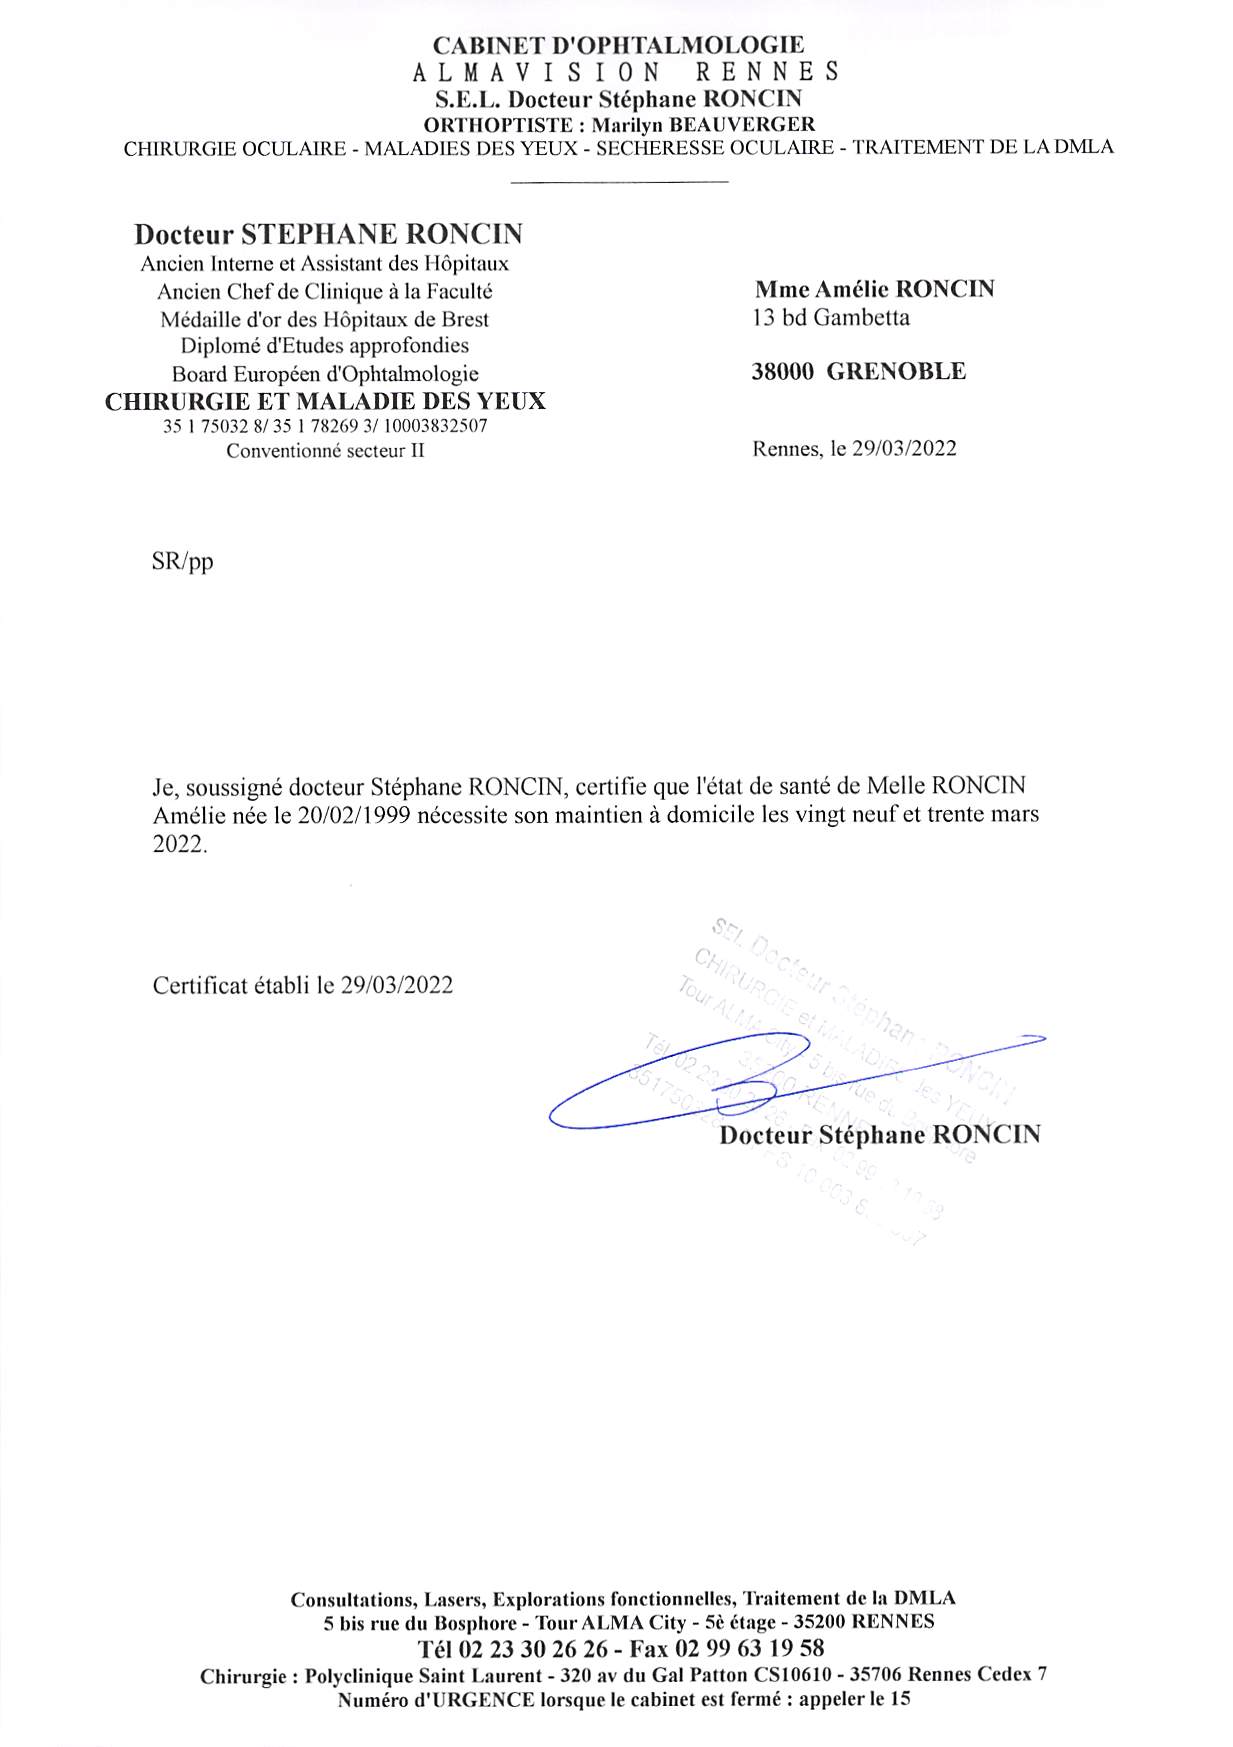 CABINET D'OPHTALMOLOGIE
ALMAVISION RENNES
S.E.L. Docteur Stéphane RONCIN
ORTHOPTISTE : Marilyn BEAUVERGER
CHIRURGIE OCULAIRE - MALADIES DES YEUX - SECHERESSE OCULAIRE - TRAITEMENT DE LA DMLA
Docteur STEPHANE RONCIN
Ancien Interne et Assistant des Hôpitaux
Ancien Chef de Clinique à la Faculté
Médaille d'or des Hôpitaux de Brest
Diplomé d'Etudes approfondies
Board Européen d'Ophtalmologie
CHIRURGIE ET MALADIE DES YEUX
35 1 75032 8/ 35 1 78269 3/ 10003832507
Conventionné secteur II
Mme Amélie RONCIN
13 bd Gambetta
38000 GRENOBLE
Rennes, le 29/03/2022
SR/pp
Je, soussigné docteur Stéphane RONCIN, certifie que l'état de santé de Melle RONCIN
Amélie née le 20/02/1999 nécessite son maintien à domicile les vingt neuf et trente mars
2022.
Certificat établi le 29/03/2022
SEL Docteur Stéphane RONCIN
CHIRURGIE et MALADIE des YEUX
Tour ALMA City - 5 bis rue du Bosphore
35200 RENNES
Tél. 02 23 30 26 26 - Fax 02 99 63 19 58
Docteur Stéphane RONCIN
Consultations, Lasers, Explorations fonctionnelles, Traitement de la DMLA
5 bis rue du Bosphore - Tour ALMA City - 5è étage - 35200 RENNES
Tél 02 23 30 26 26 - Fax 02 99 63 19 58
Chirurgie : Polyclinique Saint Laurent - 320 av du Gal Patton CS10610 - 35706 Rennes Cedex 7
Numéro d'URGENCE lorsque le cabinet est fermé : appeler le 15